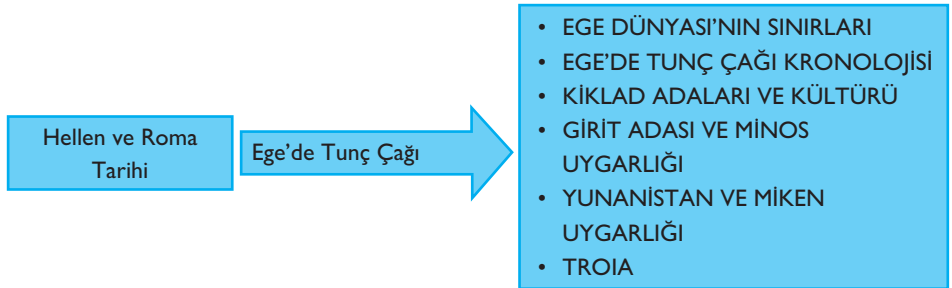 Hellen ve Roma
Tarihi
Ege’de Tunç Çağı
• EGE DÜNYASI’NIN SINIRLARI
• EGE’DE TUNÇ ÇAĞI KRONOLOJİSİ
• KİKLAD ADALARI VE KÜLTÜRÜ
• GİRİT ADASI VE MİNOS
UYGARLIĞI
• YUNANİSTAN VE MİKEN
UYGARLIĞI
• TROIA